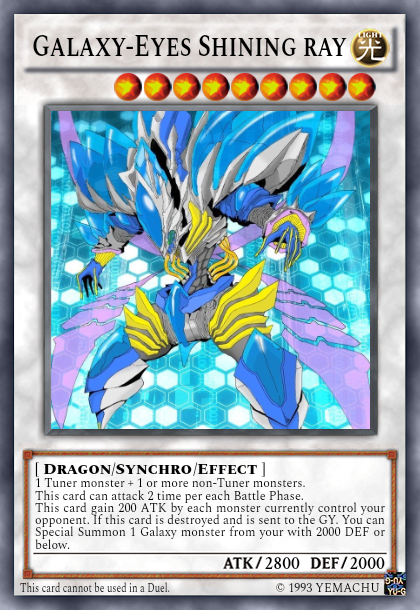 Galaxy-Eyes Shining ray
LIGHT
光
[ Dragon/Synchro/Effect ]
1 Tuner monster + 1 or more non-Tuner monsters.
This card can attack 2 time per each Battle Phase.
This card gain 200 ATK by each monster currently control your
opponent. If this card is destroyed and is sent to the GY. You can
Special Summon 1 Galaxy monster from your with 2000 DEF or
below.
ATK/2800 DEF/2000
This card cannot be used in a Duel.
© 1993 YEMACHU